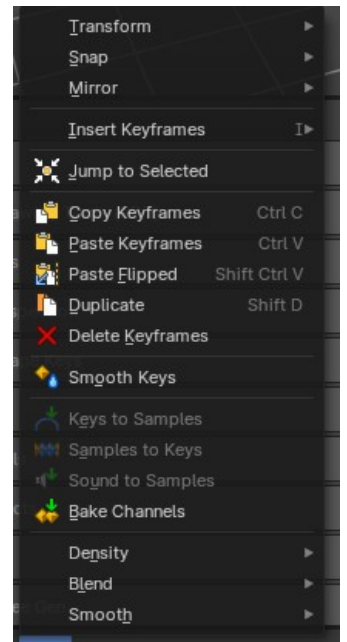 Transform
Snap
Mirror
Insert Keyframes I
Jump to Selected
Copy Keyframes Ctrl C
Paste Keyframes Ctrl V
Paste Flipped Shift Ctrl V
Duplicate Shift D
Delete Keyframes
Smooth Keys
Keys to Samples
Samples to Keys
Sound to Samples
Bake Channels
Density
Blend
Smooth